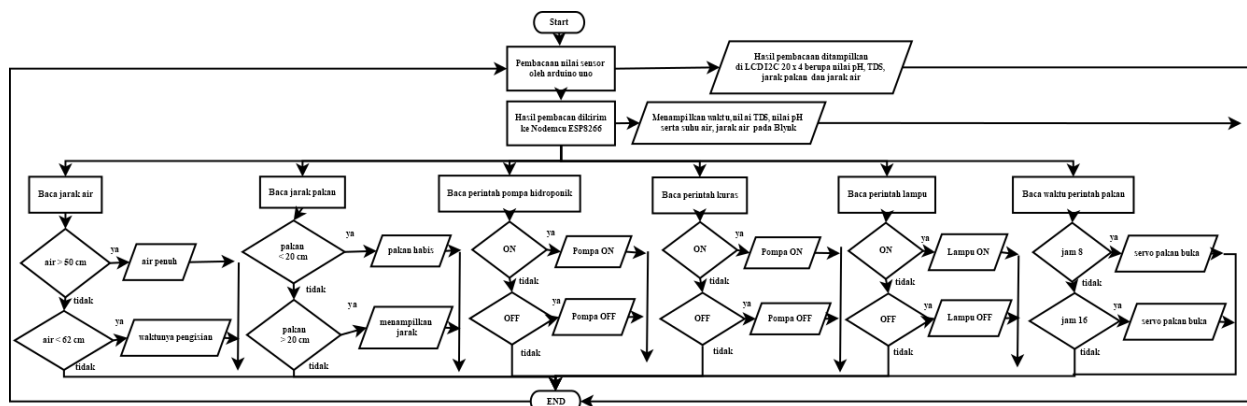 Start
Pembacaan nilai sensor
oleh arduino uno
Hasil pembacaan ditampilkan
di LCD I2C 20 x 4 berupa nilai pH, TDS,
jarak pakan dan jarak air
Hasil pembacan dikirim
ke Nodemcu ESP8266
Menampilkan waktu, nilai TDS, nilai pH
serta suhu air, jarak air pada Blynk
Baca jarak air
air > 50 cm
ya
air penuh
tidak
air < 62 cm
ya
waktunya pengisian
tidak
Baca jarak pakan
pakan
< 20 cm
ya
pakan habis
tidak
pakan
> 20 cm
ya
menampilkan
jarak
tidak
Baca perintah pompa hidroponik
ON
ya
Pompa ON
tidak
OFF
ya
Pompa OFF
tidak
Baca perintah kuras
ON
ya
Pompa ON
tidak
OFF
ya
Pompa OFF
tidak
Baca perintah lampu
ON
ya
Lampu ON
tidak
OFF
ya
Lampu OFF
tidak
Baca waktu perintah pakan
jam 8
ya
servo pakan buka
tidak
jam 16
ya
servo pakan buka
tidak
END